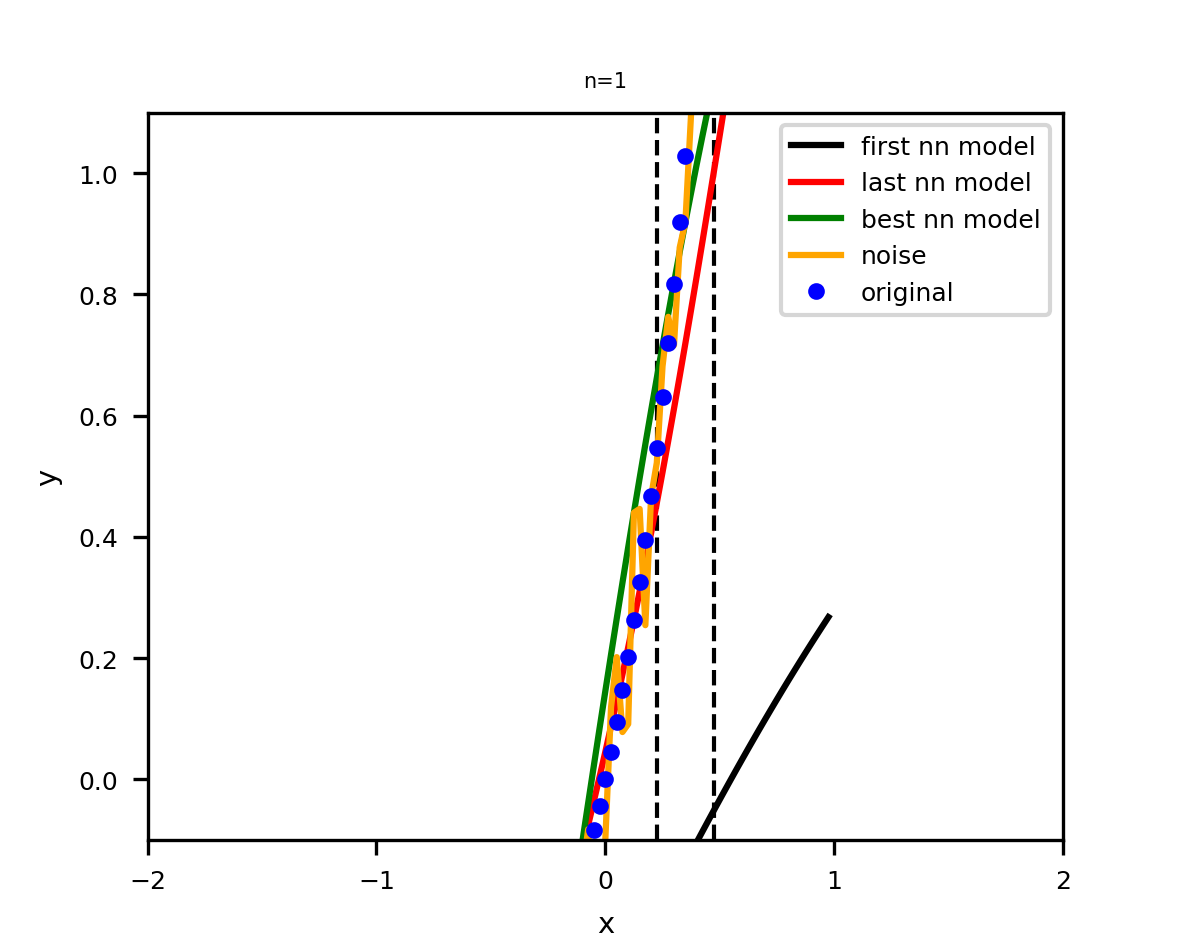 n=1
first nn model
last nn model
best nn model
noise
original
1.0
0.8
0.6
0.4
0.2
0.0
y
−2
−1
0
1
2
x